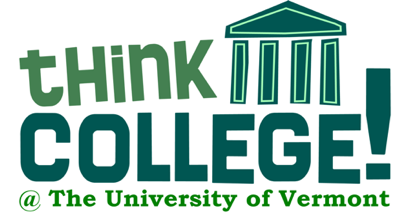 tHink
COLLEGE!
@ The University of Vermont